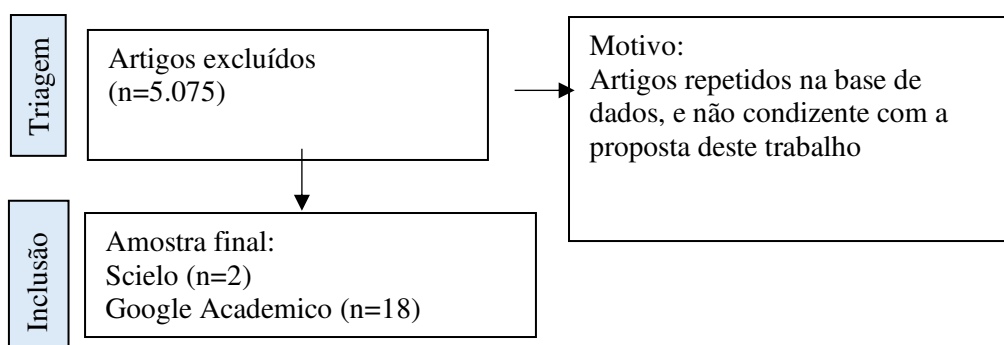 Triagem
Artigos excluídos
(n=5.075)
Motivo:
Artigos repetidos na base de
dados, e não condizente com a
proposta deste trabalho
Inclusão
Amostra final:
Scielo (n=2)
Google Academico (n=18)